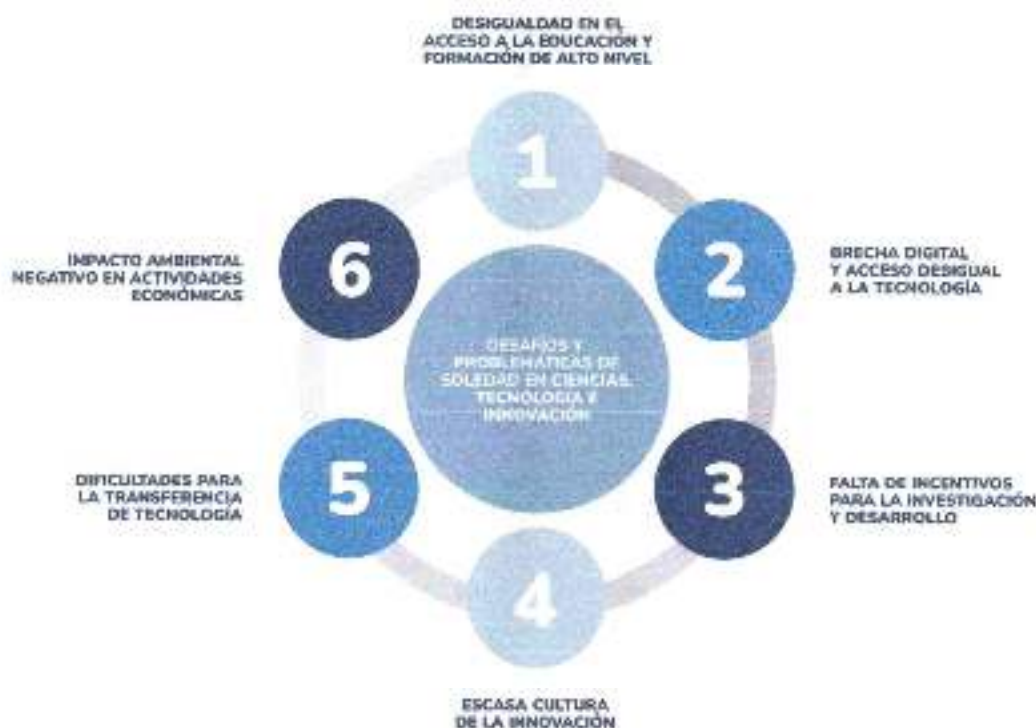 DESIGUALDAD EN EL
ACCESO A LA EDUCACIÓN Y
FORMACIÓN DE ALTO NIVEL
1
2
BRECHA DIGITAL
Y ACCESO DESIGUAL
A LA TECNOLOGÍA
3
FALTA DE INCENTIVOS
PARA LA INVESTIGACIÓN
Y DESARROLLO
4
ESCASA CULTURA
DE LA INNOVACIÓN
5
DIFICULTADES PARA
LA TRANSFERENCIA
DE TECNOLOGÍA
6
IMPACTO AMBIENTAL
NEGATIVO EN ACTIVIDADES
ECONÓMICAS
DESAFÍOS Y
PROBLEMÁTICAS DE
SOLEDAD EN CIENCIAS,
TECNOLOGÍA E
INNOVACIÓN